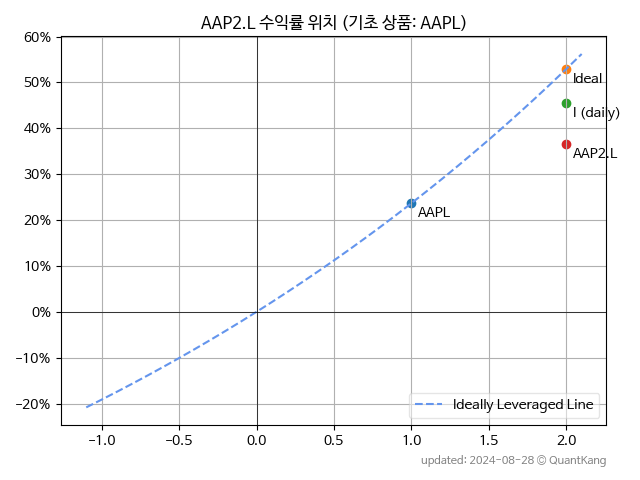 AAP2.L 수익률 위치 (기초 상품: AAPL)
60%
50%
40%
30%
20%
10%
0%
−10%
−20%
Ideal
I (daily)
AAP2.L
AAPL
Ideally Leveraged Line
−1.0 −0.5 0.0 0.5 1.0 1.5 2.0
updated: 2024-08-28 © QuantKang